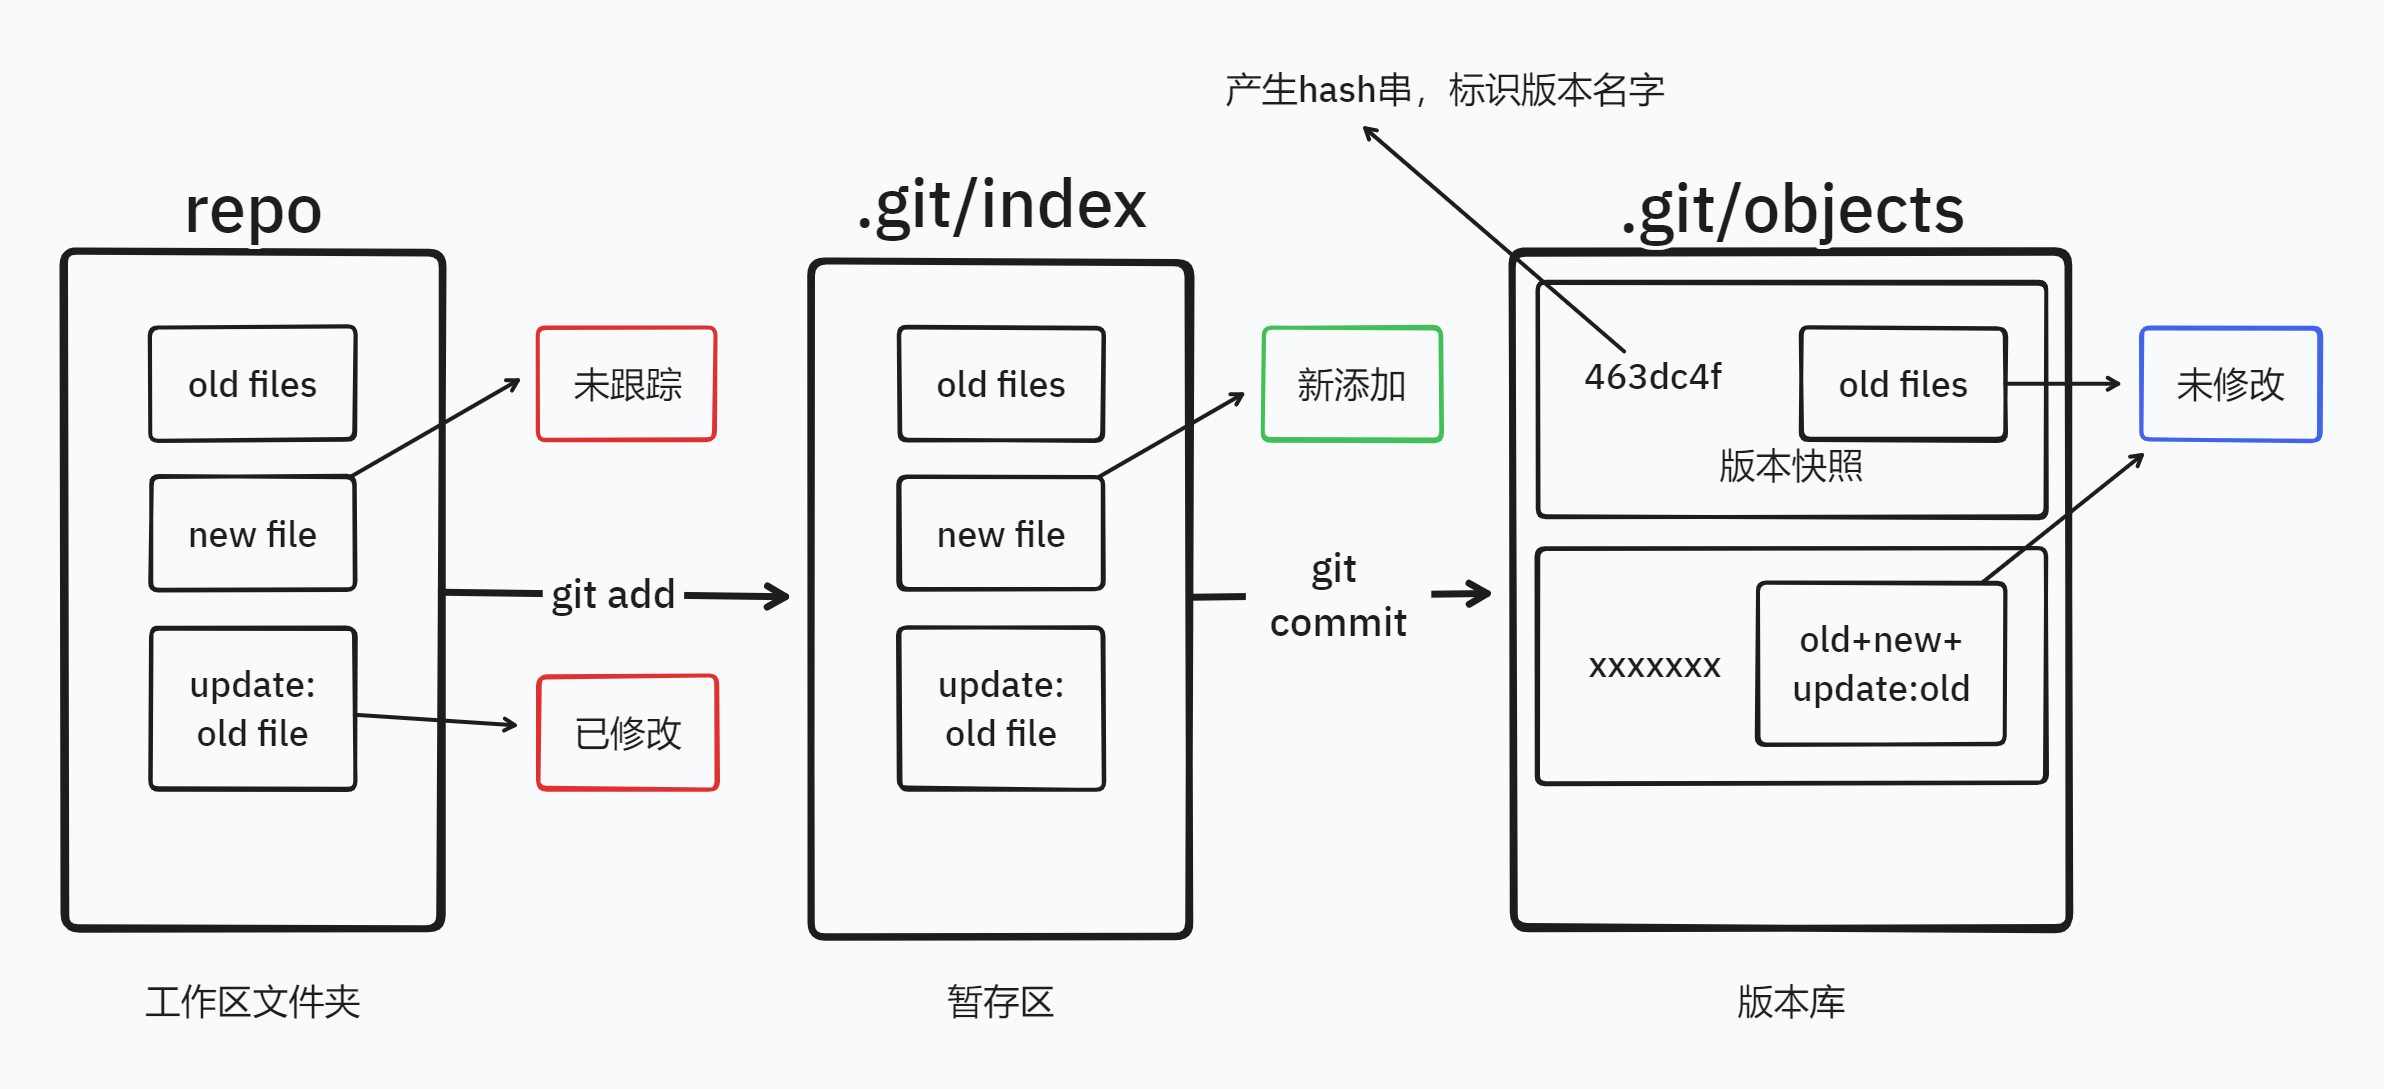 产生hash串，标识版本名字
repo
.git/index
.git/objects
old files
未跟踪
new file
git add
update:
old file
已修改
工作区文件夹
old files
新添加
new file
git
commit
update:
old file
暂存区
463dc4f
old files
未修改
版本快照
xxxxxxx
old+new+
update:old
版本库